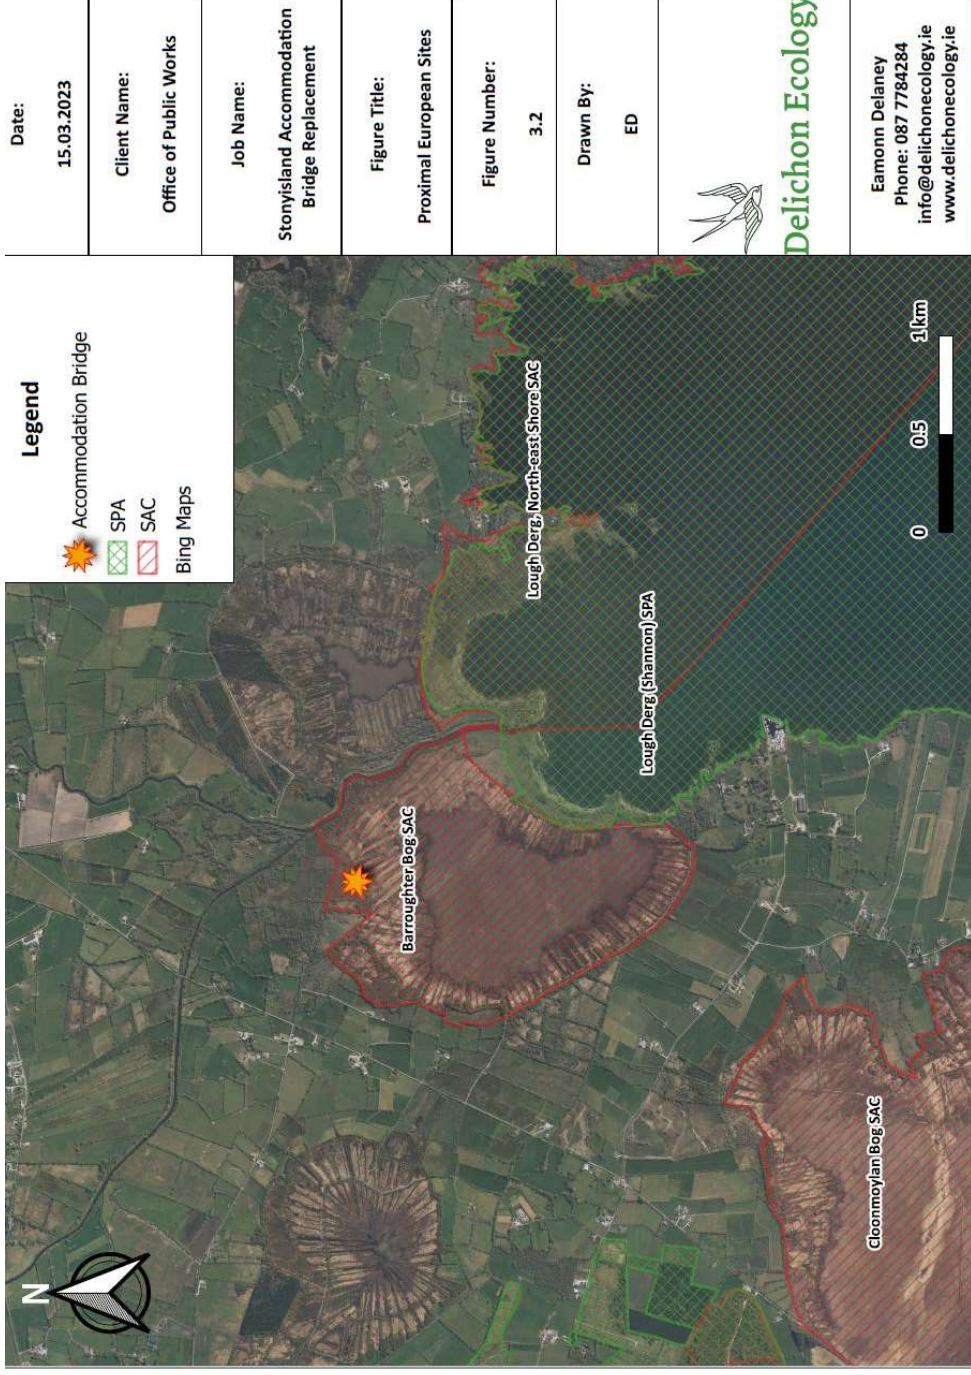 N
Barroughter Bog SAC
Lough Derg, North-east Shore SAC
Lough Derg (Shannon) SPA
Cloonmoylan Bog SAC
0
0.5
1 km
Legend
Accommodation Bridge
SPA
SAC
Bing Maps
Date:
15.03.2023
Client Name:
Office of Public Works
Job Name:
Stonyisland Accommodation
Bridge Replacement
Figure Title:
Proximal European Sites
Figure Number:
3.2
Drawn By:
ED
Delichon Ecology
Eamonn Delaney
Phone: 087 7784284
info@delichonecology.ie
www.delichonecology.ie